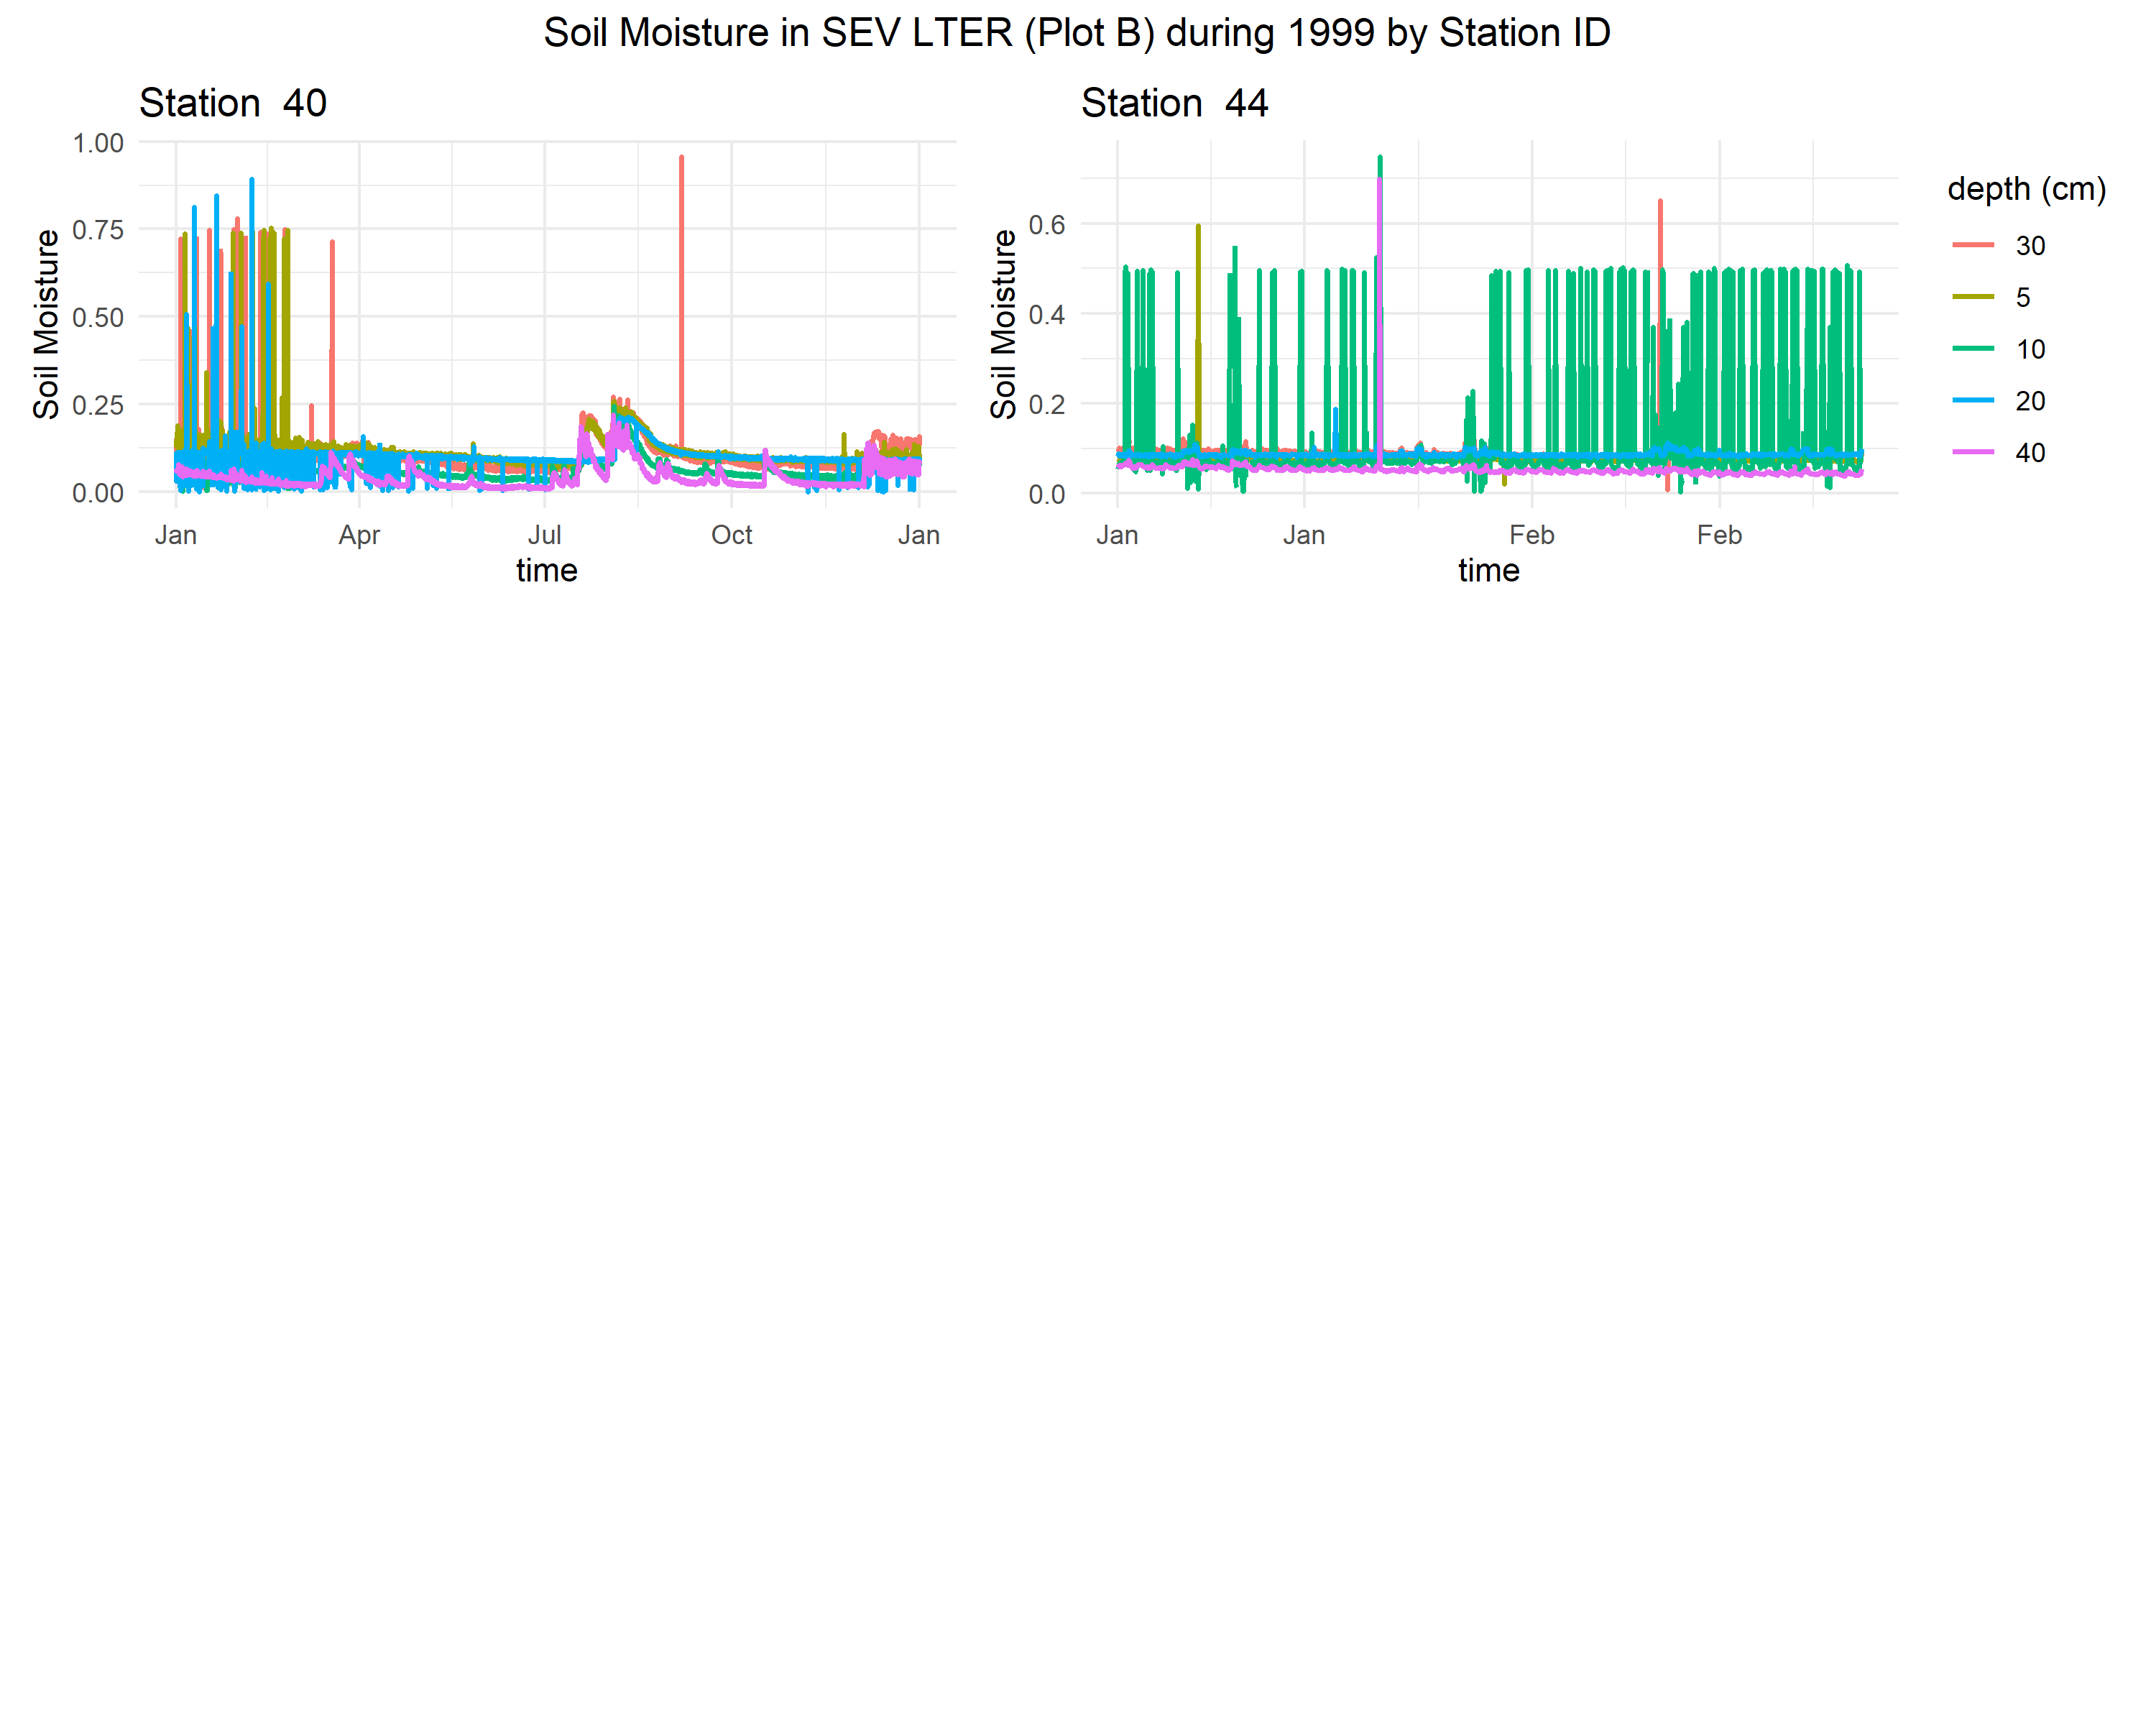 Soil Moisture in SEV LTER (Plot B) during 1999 by Station ID
Station  40
1.00
0.75
0.50
0.25
0.00
Soil Moisture
Jan Apr Jul Oct Jan
time
Station  44
0.6
0.4
0.2
0.0
Soil Moisture
Jan Jan Feb Feb
time
depth (cm)
30
5
10
20
40